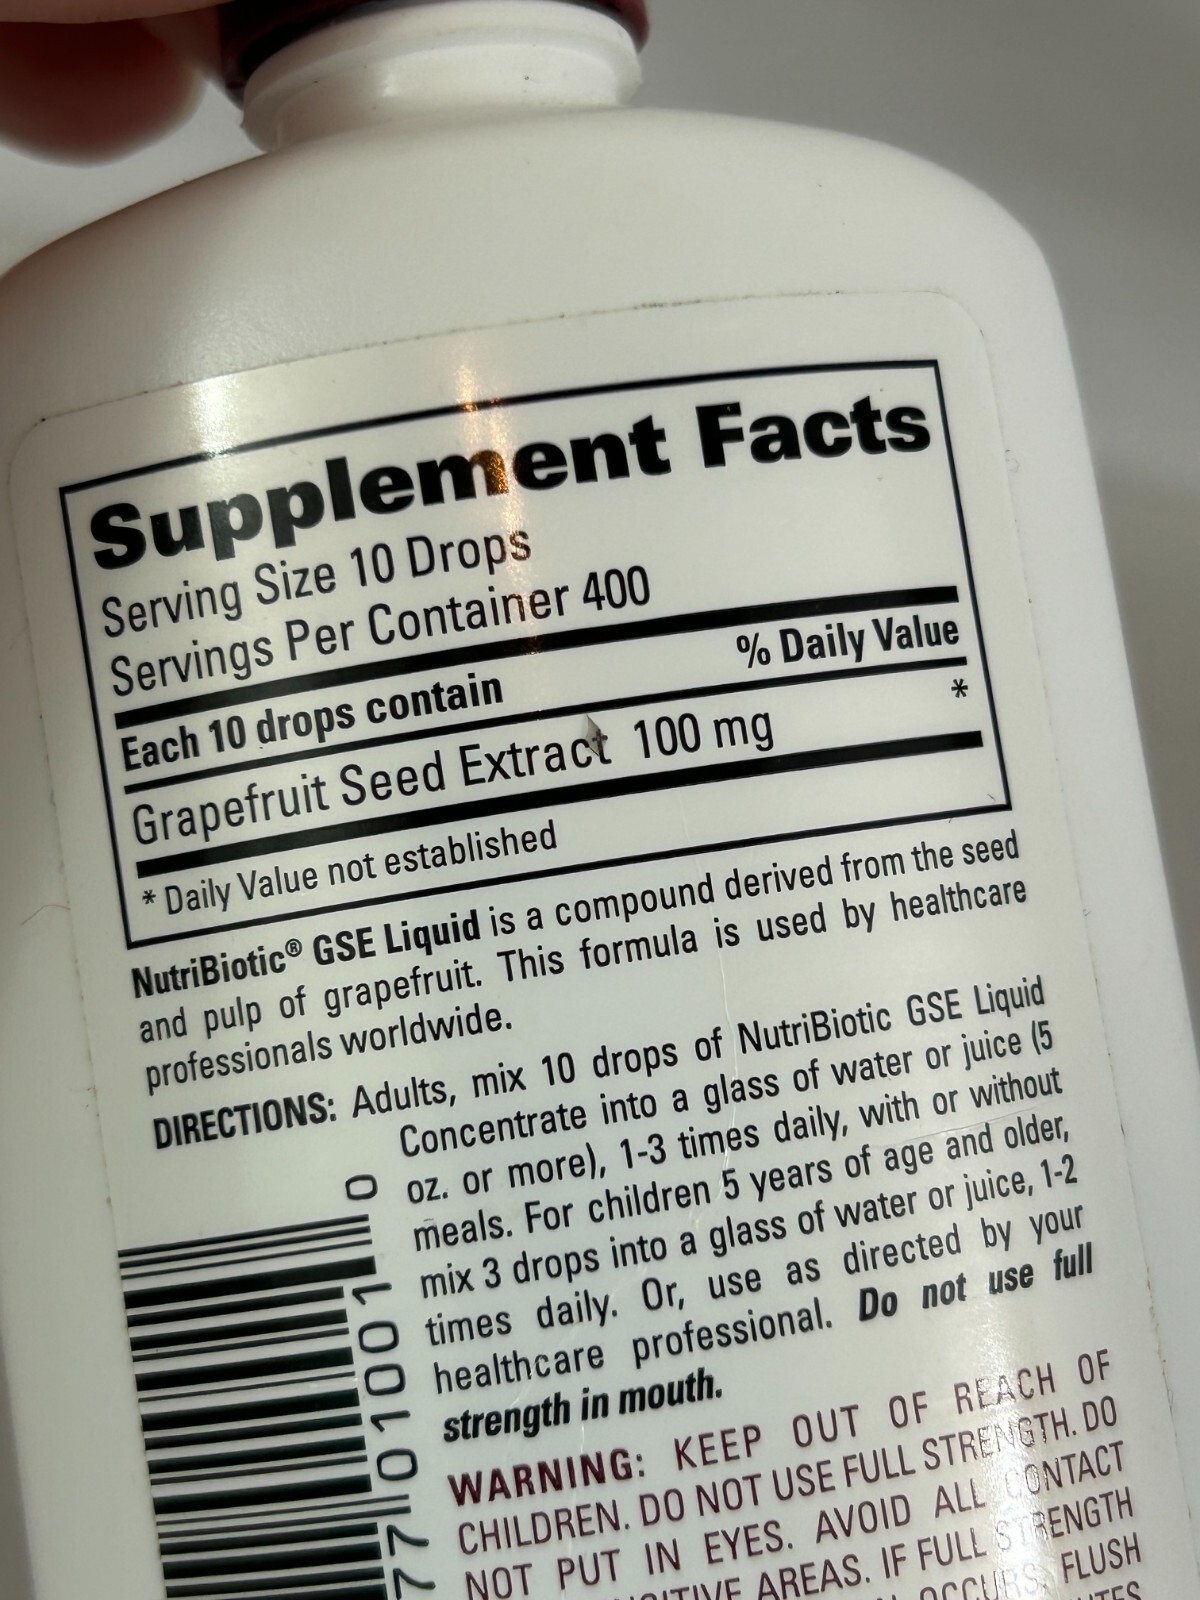 Supplement Facts
Serving Size 10 Drops
Servings Per Container 400
Each 10 drops contain % Daily Value
Grapefruit Seed Extract 100 mg *
* Daily Value not established
NutriBiotic® GSE Liquid is a compound derived from the seed
and pulp of grapefruit. This formula is used by healthcare
professionals worldwide.
DIRECTIONS: Adults, mix 10 drops of NutriBiotic GSE Liquid
Concentrate into a glass of water or juice (5
oz. or more), 1-3 times daily, with or without
meals. For children 5 years of age and older,
mix 3 drops into a glass of water or juice, 1-2
times daily. Or, use as directed by your
healthcare professional. Do not use full
strength in mouth.
WARNING: KEEP OUT OF REACH OF
CHILDREN. DO NOT USE FULL STRENGTH. DO
NOT PUT IN EYES. AVOID ALL CONTACT
AREAS. IF FULL STRENGTH
OCCURS, FLUSH
77 01001 0